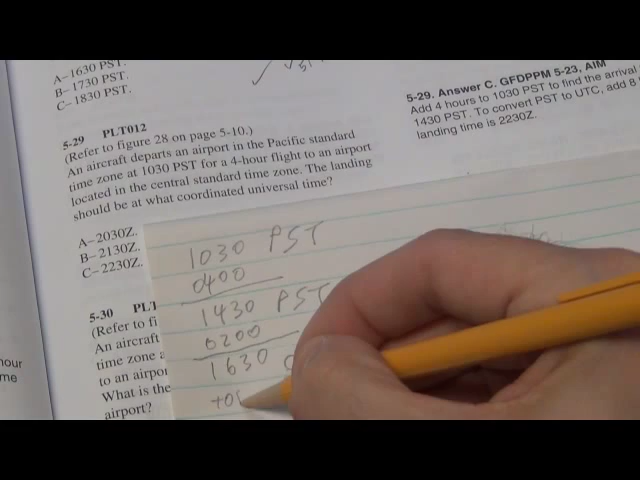 A–1630 PST.
B–1730 PST.
C–1830 PST.
5-29 PLT012
(Refer to figure 28 on page 5-10.)
An aircraft departs an airport in the Pacific standard
time zone at 1030 PST for a 4-hour flight to an airport
located in the central standard time zone. The landing
should be at what coordinated universal time?
A–2030Z.
B–2130Z.
C–2230Z.
5-30
(Refer to
An aircraft
time zone
to an
What is the
airport?
5-29. Answer C. GFDPPM 5-23, AIM
Add 4 hours to 1030 PST to find the arrival
1430 PST. To convert PST to UTC, add 8
landing time is 2230Z.
1030 PST
0400
1430 PST
0200
1630
hour
me